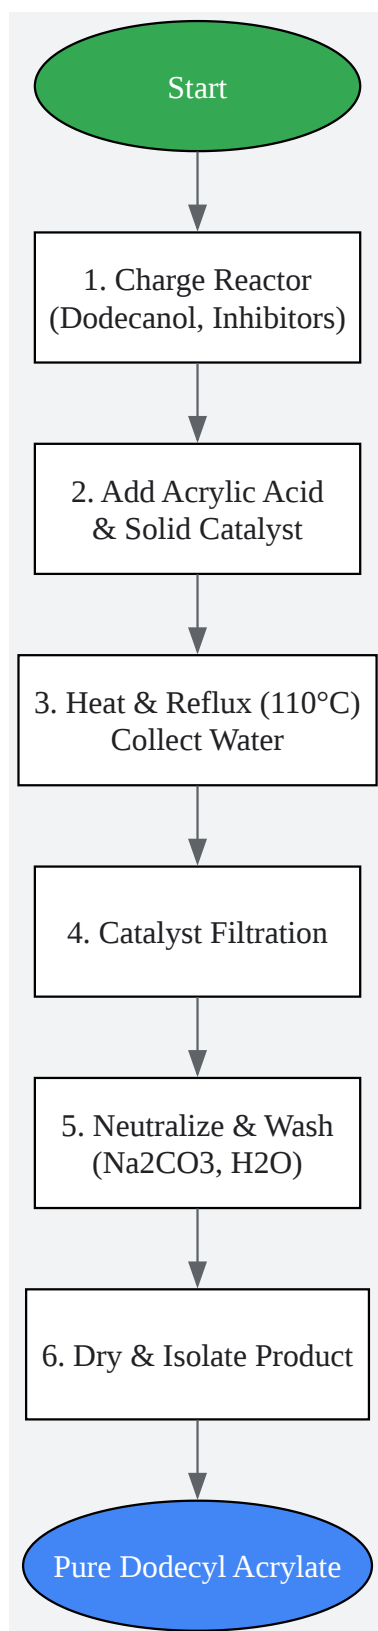 Start
1. Charge Reactor
(Dodecanol, Inhibitors)
2. Add Acrylic Acid
& Solid Catalyst
3. Heat & Reflux (110°C)
Collect Water
4. Catalyst Filtration
5. Neutralize & Wash
(Na2CO3, H2O)
6. Dry & Isolate Product
Pure Dodecyl Acrylate